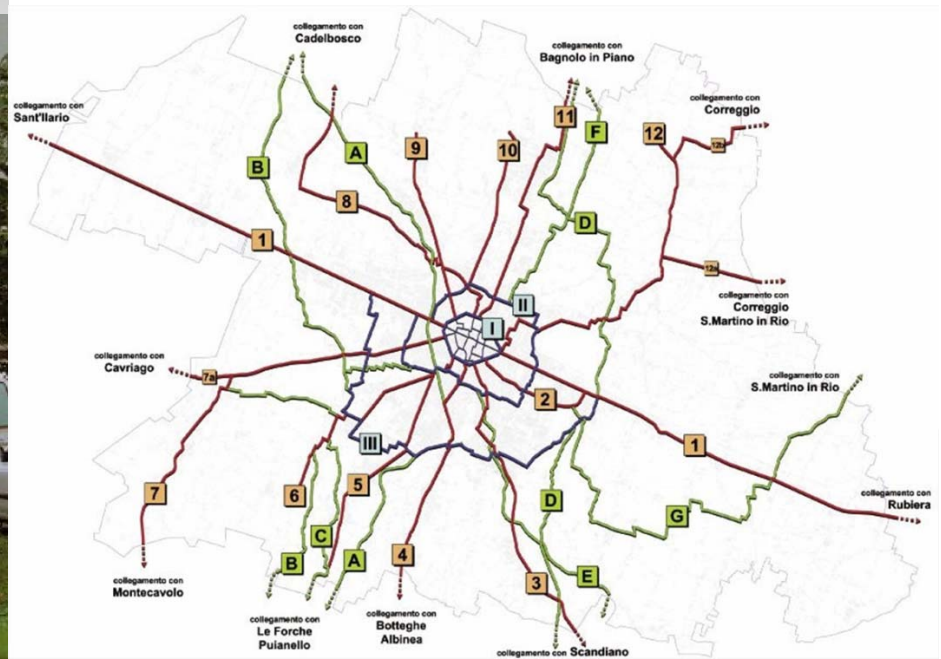 collegamento con
Cadelbosco
collegamento con
Bagnolo in Piano
collegamento con
Sant'Ilario
collegamento con
Correggio
11
F
12
12b
9
10
A
B
8
D
1
12a
collegamento con
Correggio
S.Martino in Rio
II
I
collegamento con
Cavriago
7a
collegamento con
S.Martino in Rio
2
III
1
7
6
5
D
collegamento con
Rubiera
G
C
B
A
4
3
E
collegamento con
Montecavolo
collegamento con
Le Forche
Puianello
collegamento con
Botteghe
Albinea
collegamento con Scandiano